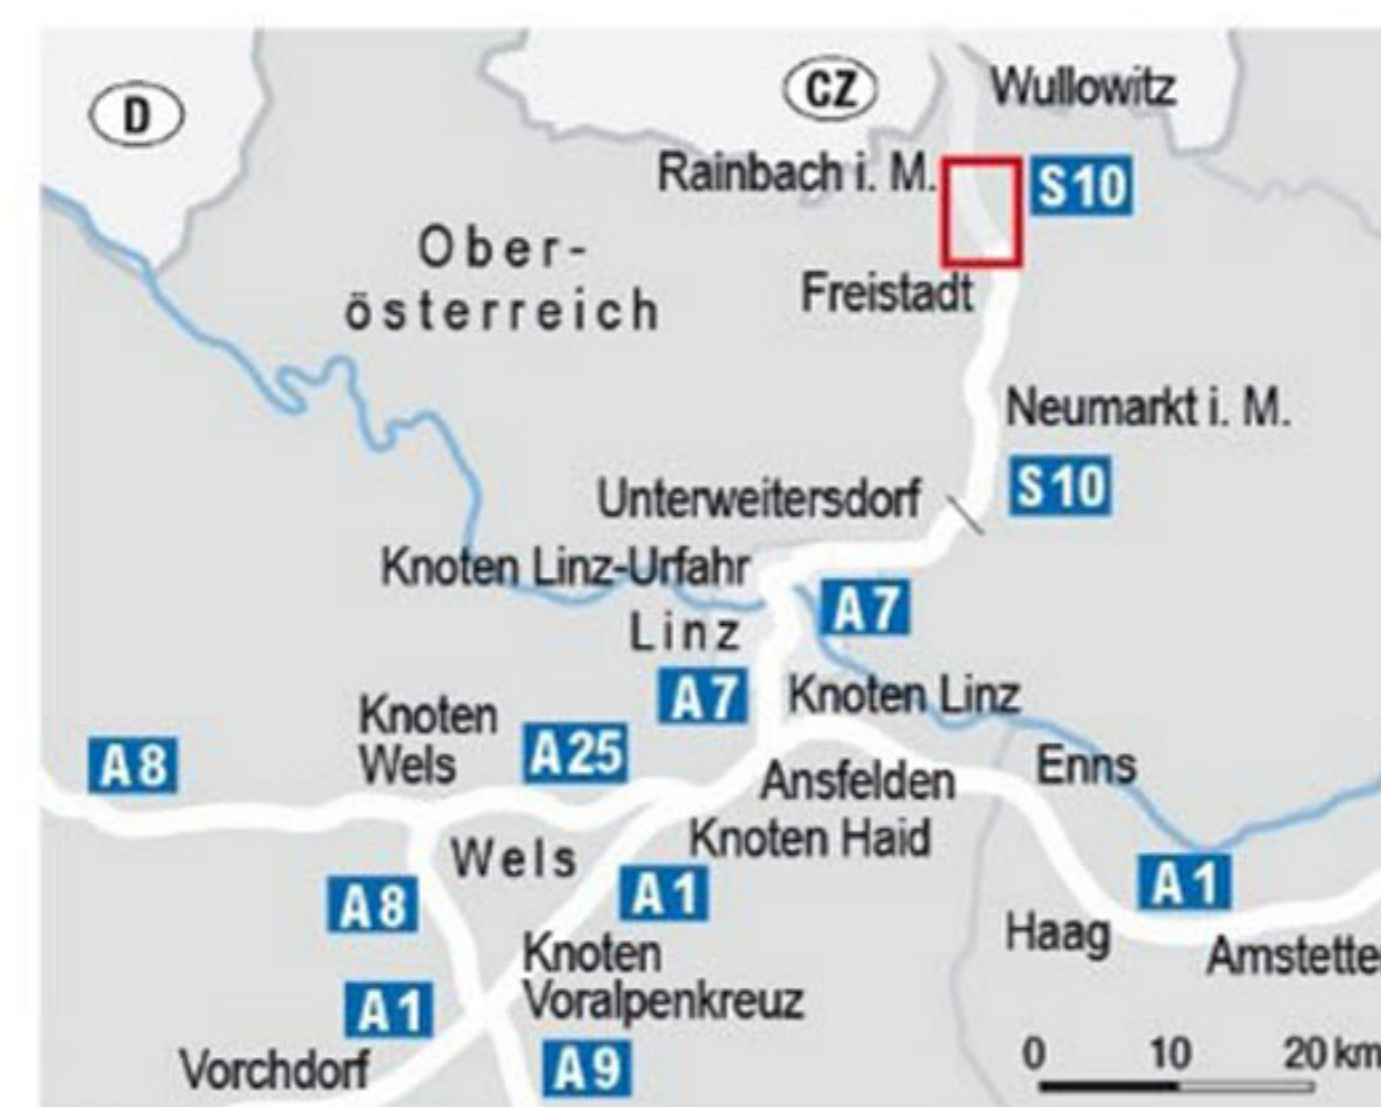 D
CZ
Wullowitz
Rainbach i. M.
S10
Ober-
österreich
Freistadt
Neumarkt i. M.
S10
Unterweitersdorf
Knoten Linz-Urfahr
A7
Linz
A7
Knoten Linz
Knoten
Wels
A25
A8
Ansfelden
Enns
Knoten Haid
Wels
A1
A1
A8
Haag
Amstette
Knoten
Voralpenkreuz
A1
Vorchdorf
A9
0 10 20 km